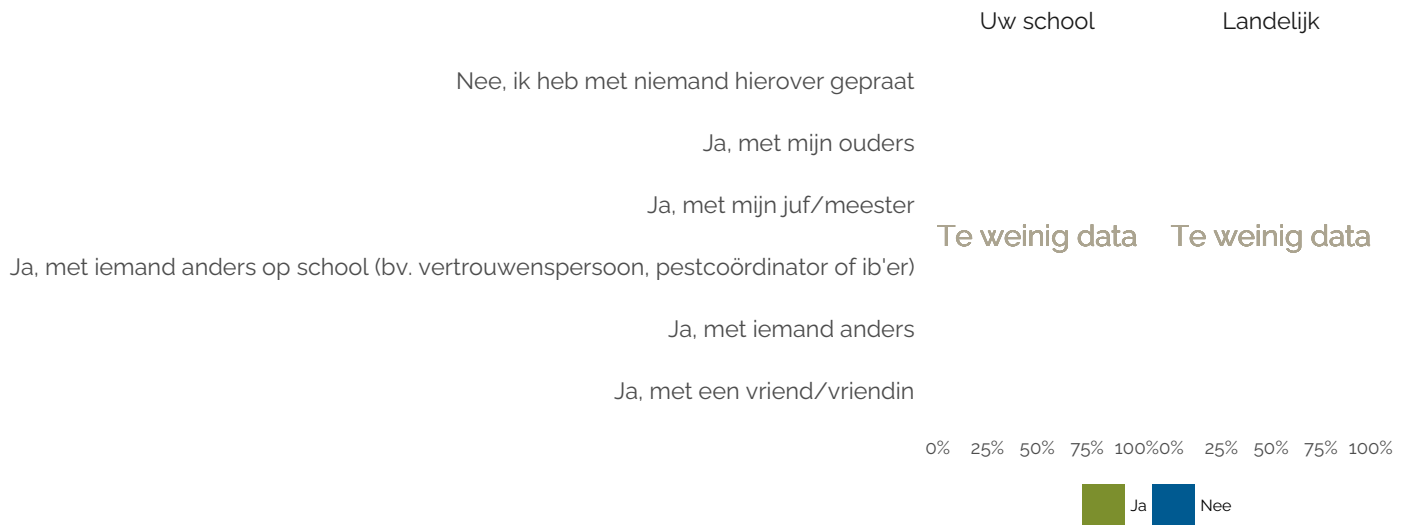 Uw school Landelijk
Nee, ik heb met niemand hierover gepraat
Ja, met mijn ouders
Ja, met mijn juf/meester
Te weinig data Te weinig data
Ja, met iemand anders op school (bv. vertrouwenspersoon, pestcoördinator of ib'er)
Ja, met iemand anders
Ja, met een vriend/vriendin
0% 25% 50% 75% 100%0% 25% 50% 75% 100%
Ja Nee